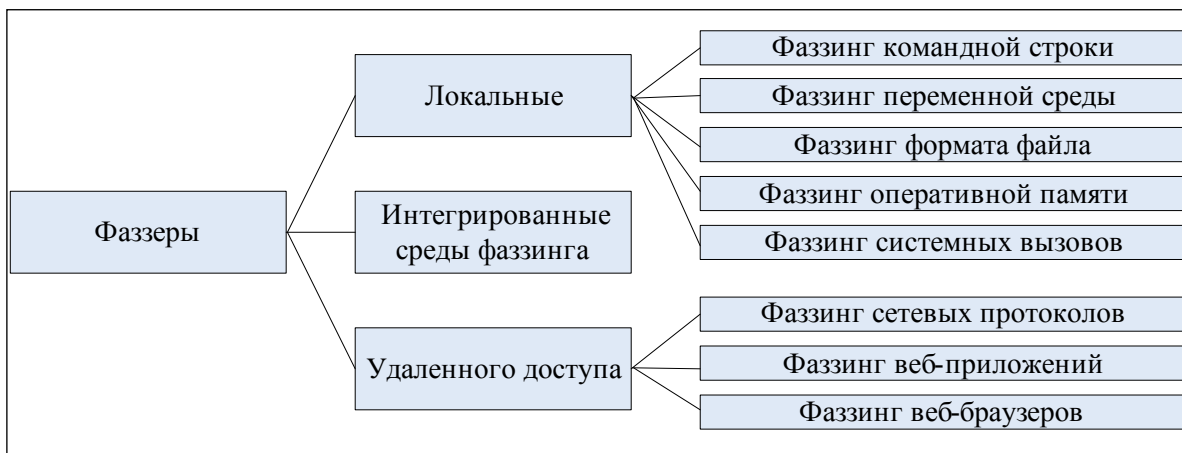 Фаззеры
Локальные
Интегрированные
среды фаззинга
Удаленного доступа
Фаззинг командной строки
Фаззинг переменной среды
Фаззинг формата файла
Фаззинг оперативной памяти
Фаззинг системных вызовов
Фаззинг сетевых протоколов
Фаззинг веб-приложений
Фаззинг веб-браузеров